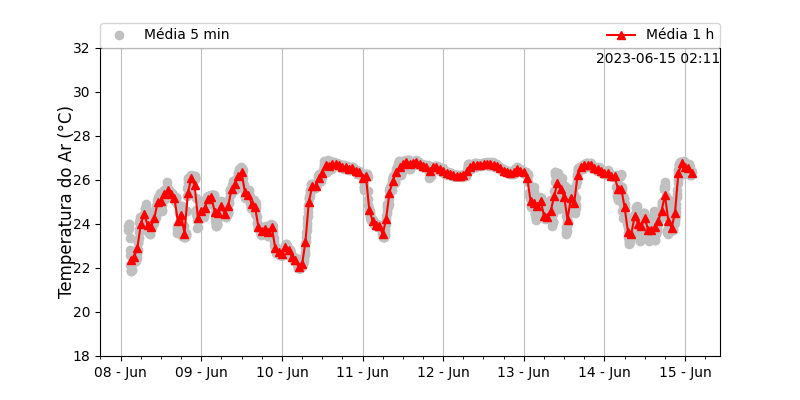 Média 5 min
Média 1 h
2023-06-15 02:11
Temperatura do Ar (°C)
32
30
28
26
24
22
20
18
08 - Jun
09 - Jun
10 - Jun
11 - Jun
12 - Jun
13 - Jun
14 - Jun
15 - Jun